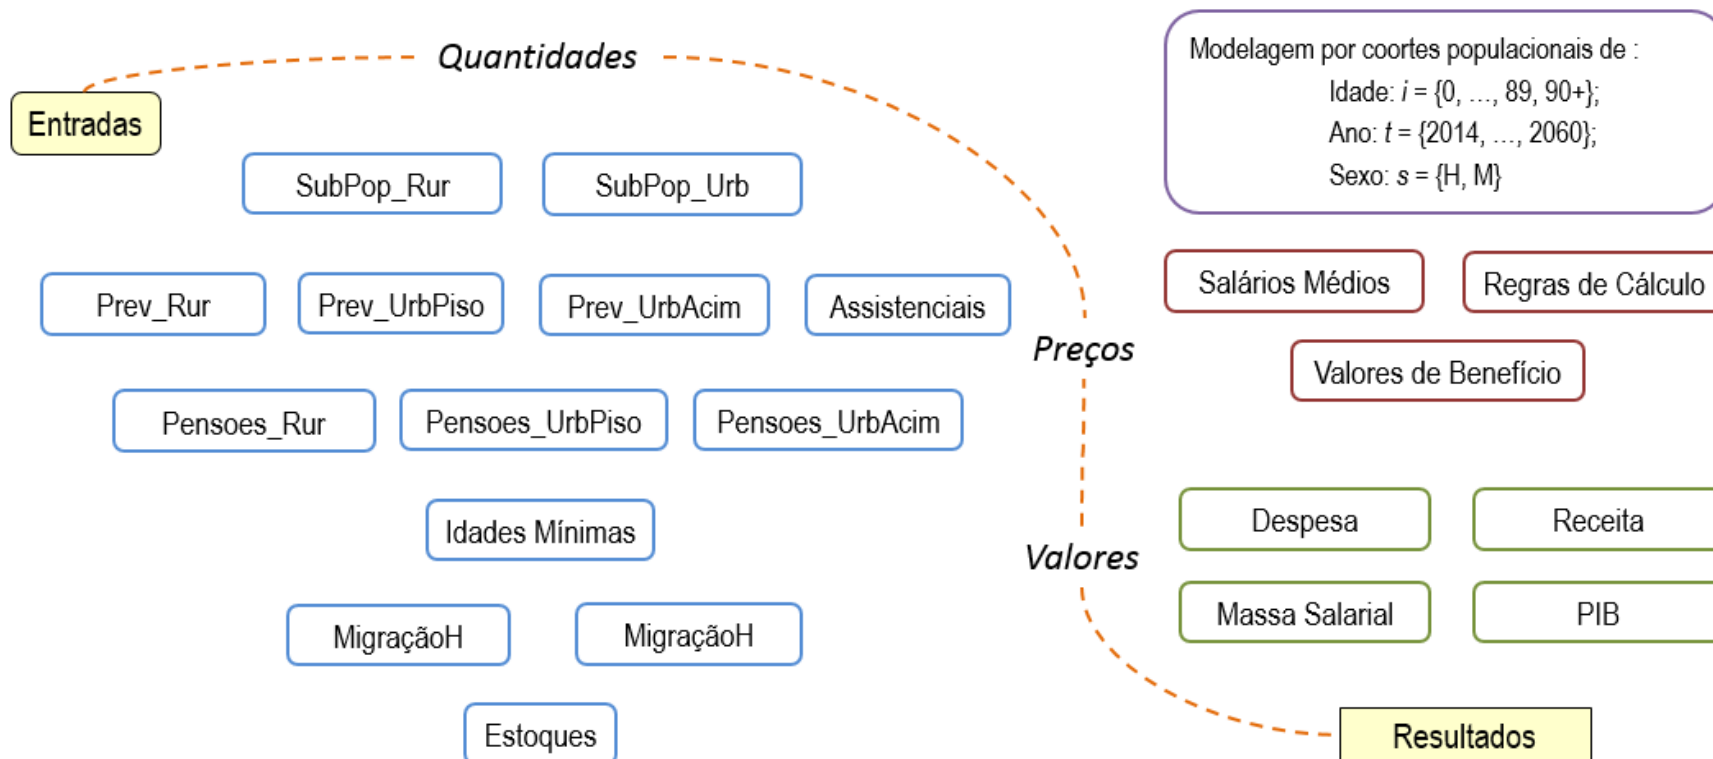 Quantidades
Entradas
SubPop_Rur
SubPop_Urb
Prev_Rur
Prev_UrbPiso
Prev_UrbAcim
Assistenciais
Pensoes_Rur
Pensoes_UrbPiso
Pensoes_UrbAcim
Idades Mínimas
MigraçãoH
MigraçãoH
Estoques
Modelagem por coortes populacionais de :
Idade: i = {0, ..., 89, 90+};
Ano: t = {2014, ..., 2060};
Sexo: s = {H, M}
Preços
Salários Médios
Regras de Cálculo
Valores de Benefício
Valores
Despesa
Receita
Massa Salarial
PIB
Resultados